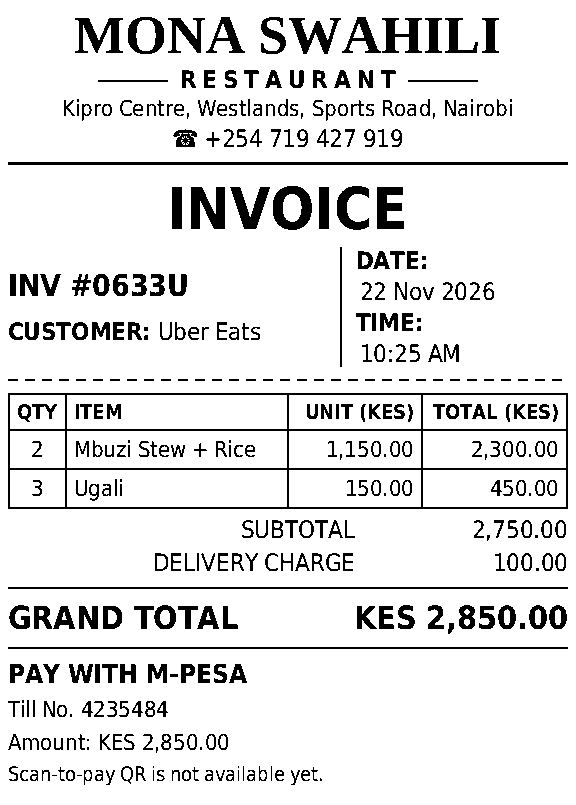 MONA SWAHILI
RESTAURANT
Kipro Centre, Westlands, Sports Road, Nairobi
☎ +254 719 427 919
INVOICE
INV #0633U
CUSTOMER: Uber Eats
DATE:
22 Nov 2026
TIME:
10:25 AM
QTY ITEM UNIT (KES) TOTAL (KES)
2 Mbuzi Stew + Rice 1,150.00 2,300.00
3 Ugali 150.00 450.00
SUBTOTAL 2,750.00
DELIVERY CHARGE 100.00
GRAND TOTAL KES 2,850.00
PAY WITH M-PESA
Till No. 4235484
Amount: KES 2,850.00
Scan-to-pay QR is not available yet.